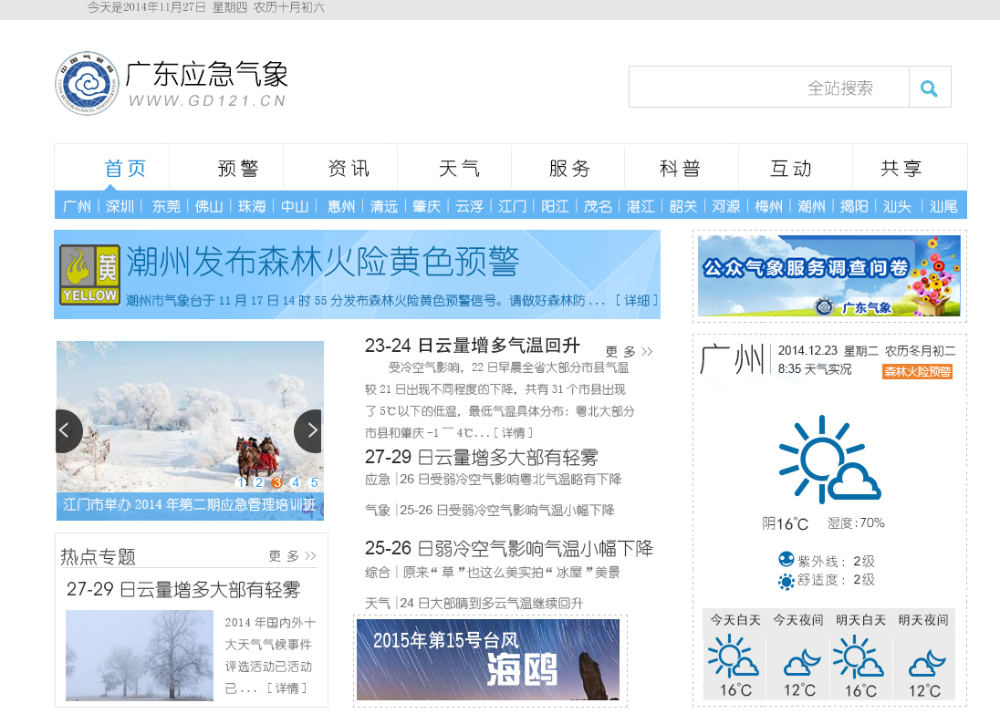 今天是2014年11月27日 星期四 农历十月初六
中国气象局
CHINA METEOROLOGICAL ADMINISTRATION
广东应急气象
WWW.GD121.CN
全站搜索
首页 预警 资讯 天气 服务 科普 互动 共享
广州 | 深圳 | 东莞 | 佛山 | 珠海 | 中山 | 惠州 | 清远 | 肇庆 | 云浮 | 江门 | 阳江 | 茂名 | 湛江 | 韶关 | 河源 | 梅州 | 潮州 | 揭阳 | 汕头 | 汕尾
黄
YELLOW
潮州发布森林火险黄色预警
潮州市气象台于 11 月 17 日 14 时 55 分发布森林火险黄色预警信号。请做好森林防... [详细]
公众气象服务调查问卷
广东气象
1 2 3 4 5
江门市举办 2014 年第二期应急管理培训班
23-24 日云量增多气温回升
更多 >>
受冷空气影响，22 日早晨全省大部分市县气温
较 21 日出现不同程度的下降，共有 31 个市县出现
了 5℃以下的低温，最低气温具体分布：粤北大部分
市县和肇庆 -1 ￣ 4℃...[详情]
27-29 日云量增多大部有轻雾
应急 |26 日受弱冷空气影响粤北气温略有下降
气象 |25-26 日受弱冷空气影响气温小幅下降
25-26 日弱冷空气影响气温小幅下降
综合 | 原来“草”也这么美实拍“冰屋”美景
天气 |24 日大部晴到多云气温继续回升
热点专题
更多 >>
27-29 日云量增多大部有轻雾
2014 年国内外十
大天气气候事件
评选活动已活动
已... [详情]
2015年第15号台风
海鸥
广州
2014.12.23 星期二 农历冬月初二
8:35 天气实况
森林火险预警
阴16℃ 湿度:70%
紫外线：2级
舒适度：2级
今天白天 今天夜间 明天白天 明天夜间
16℃ 12℃ 16℃ 12℃